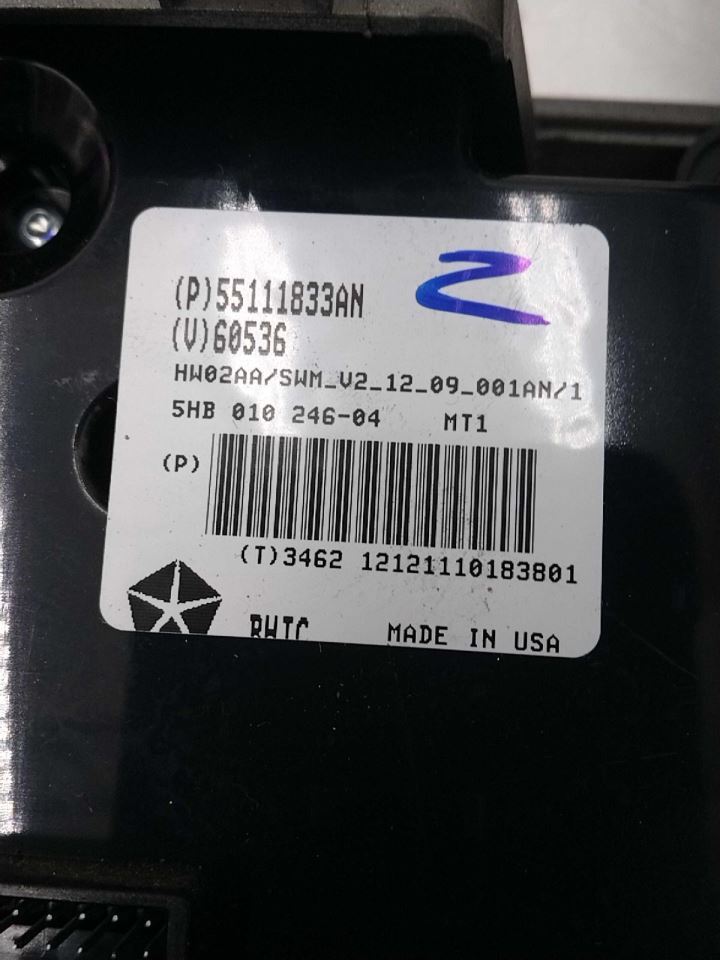 (P)55111833AN
(V)60536
HW02AA/SWM_V2_12_09_001AN/1
5HB 010 246-04 MT1
(P)
(T)3462 12121110183801
MADE IN USA